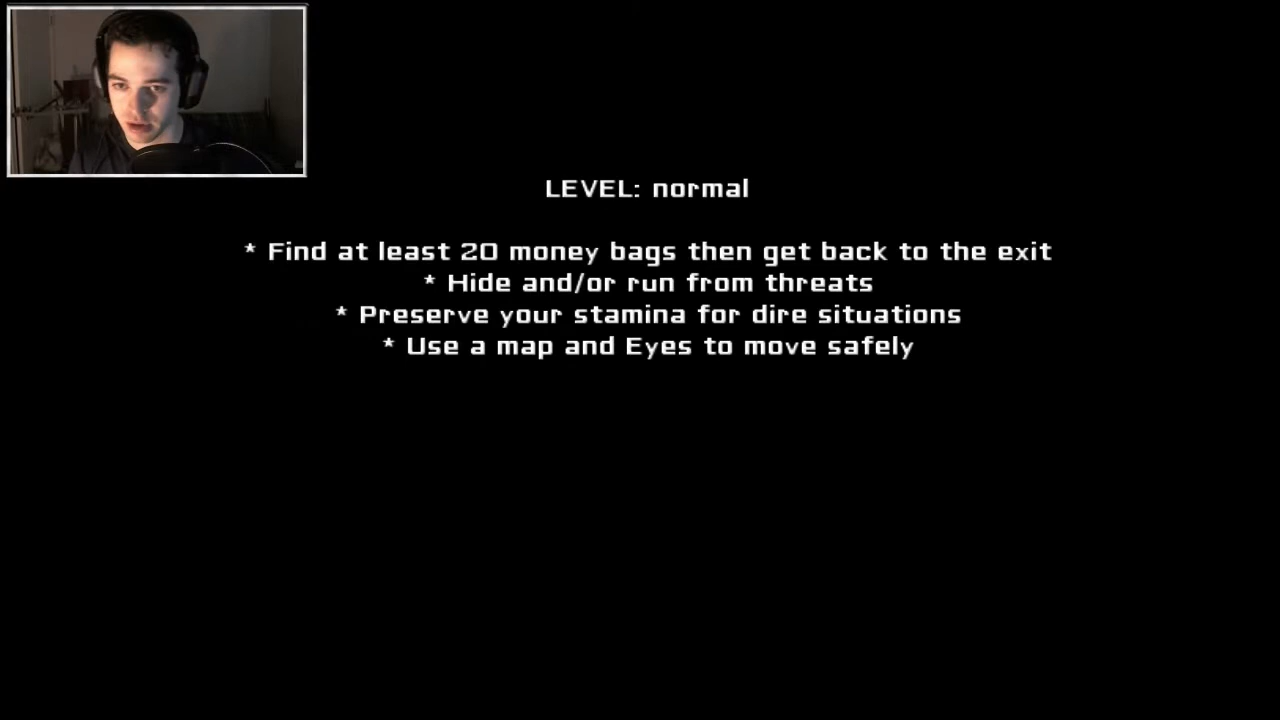 LEVEL: normal
* Find at least 20 money bags then get back to the exit
* Hide and/or run from threats
* Preserve your stamina for dire situations
* Use a map and Eyes to move safely